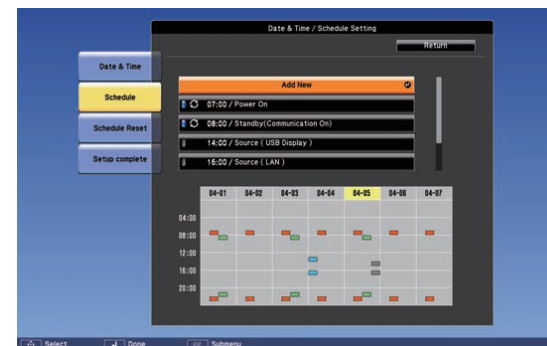 Date & Time / Schedule Setting
Return
Date & Time
Schedule
Schedule Reset
Setup complete
Add New
07:00 / Power On
08:00 / Standby(Communication On)
14:00 / Source ( USB Display )
16:00 / Source ( LAN )
04-01 04-02 04-03 04-04 04-05 04-06 04-07
04:00
08:00
12:00
16:00
20:00
Select Done Submenu